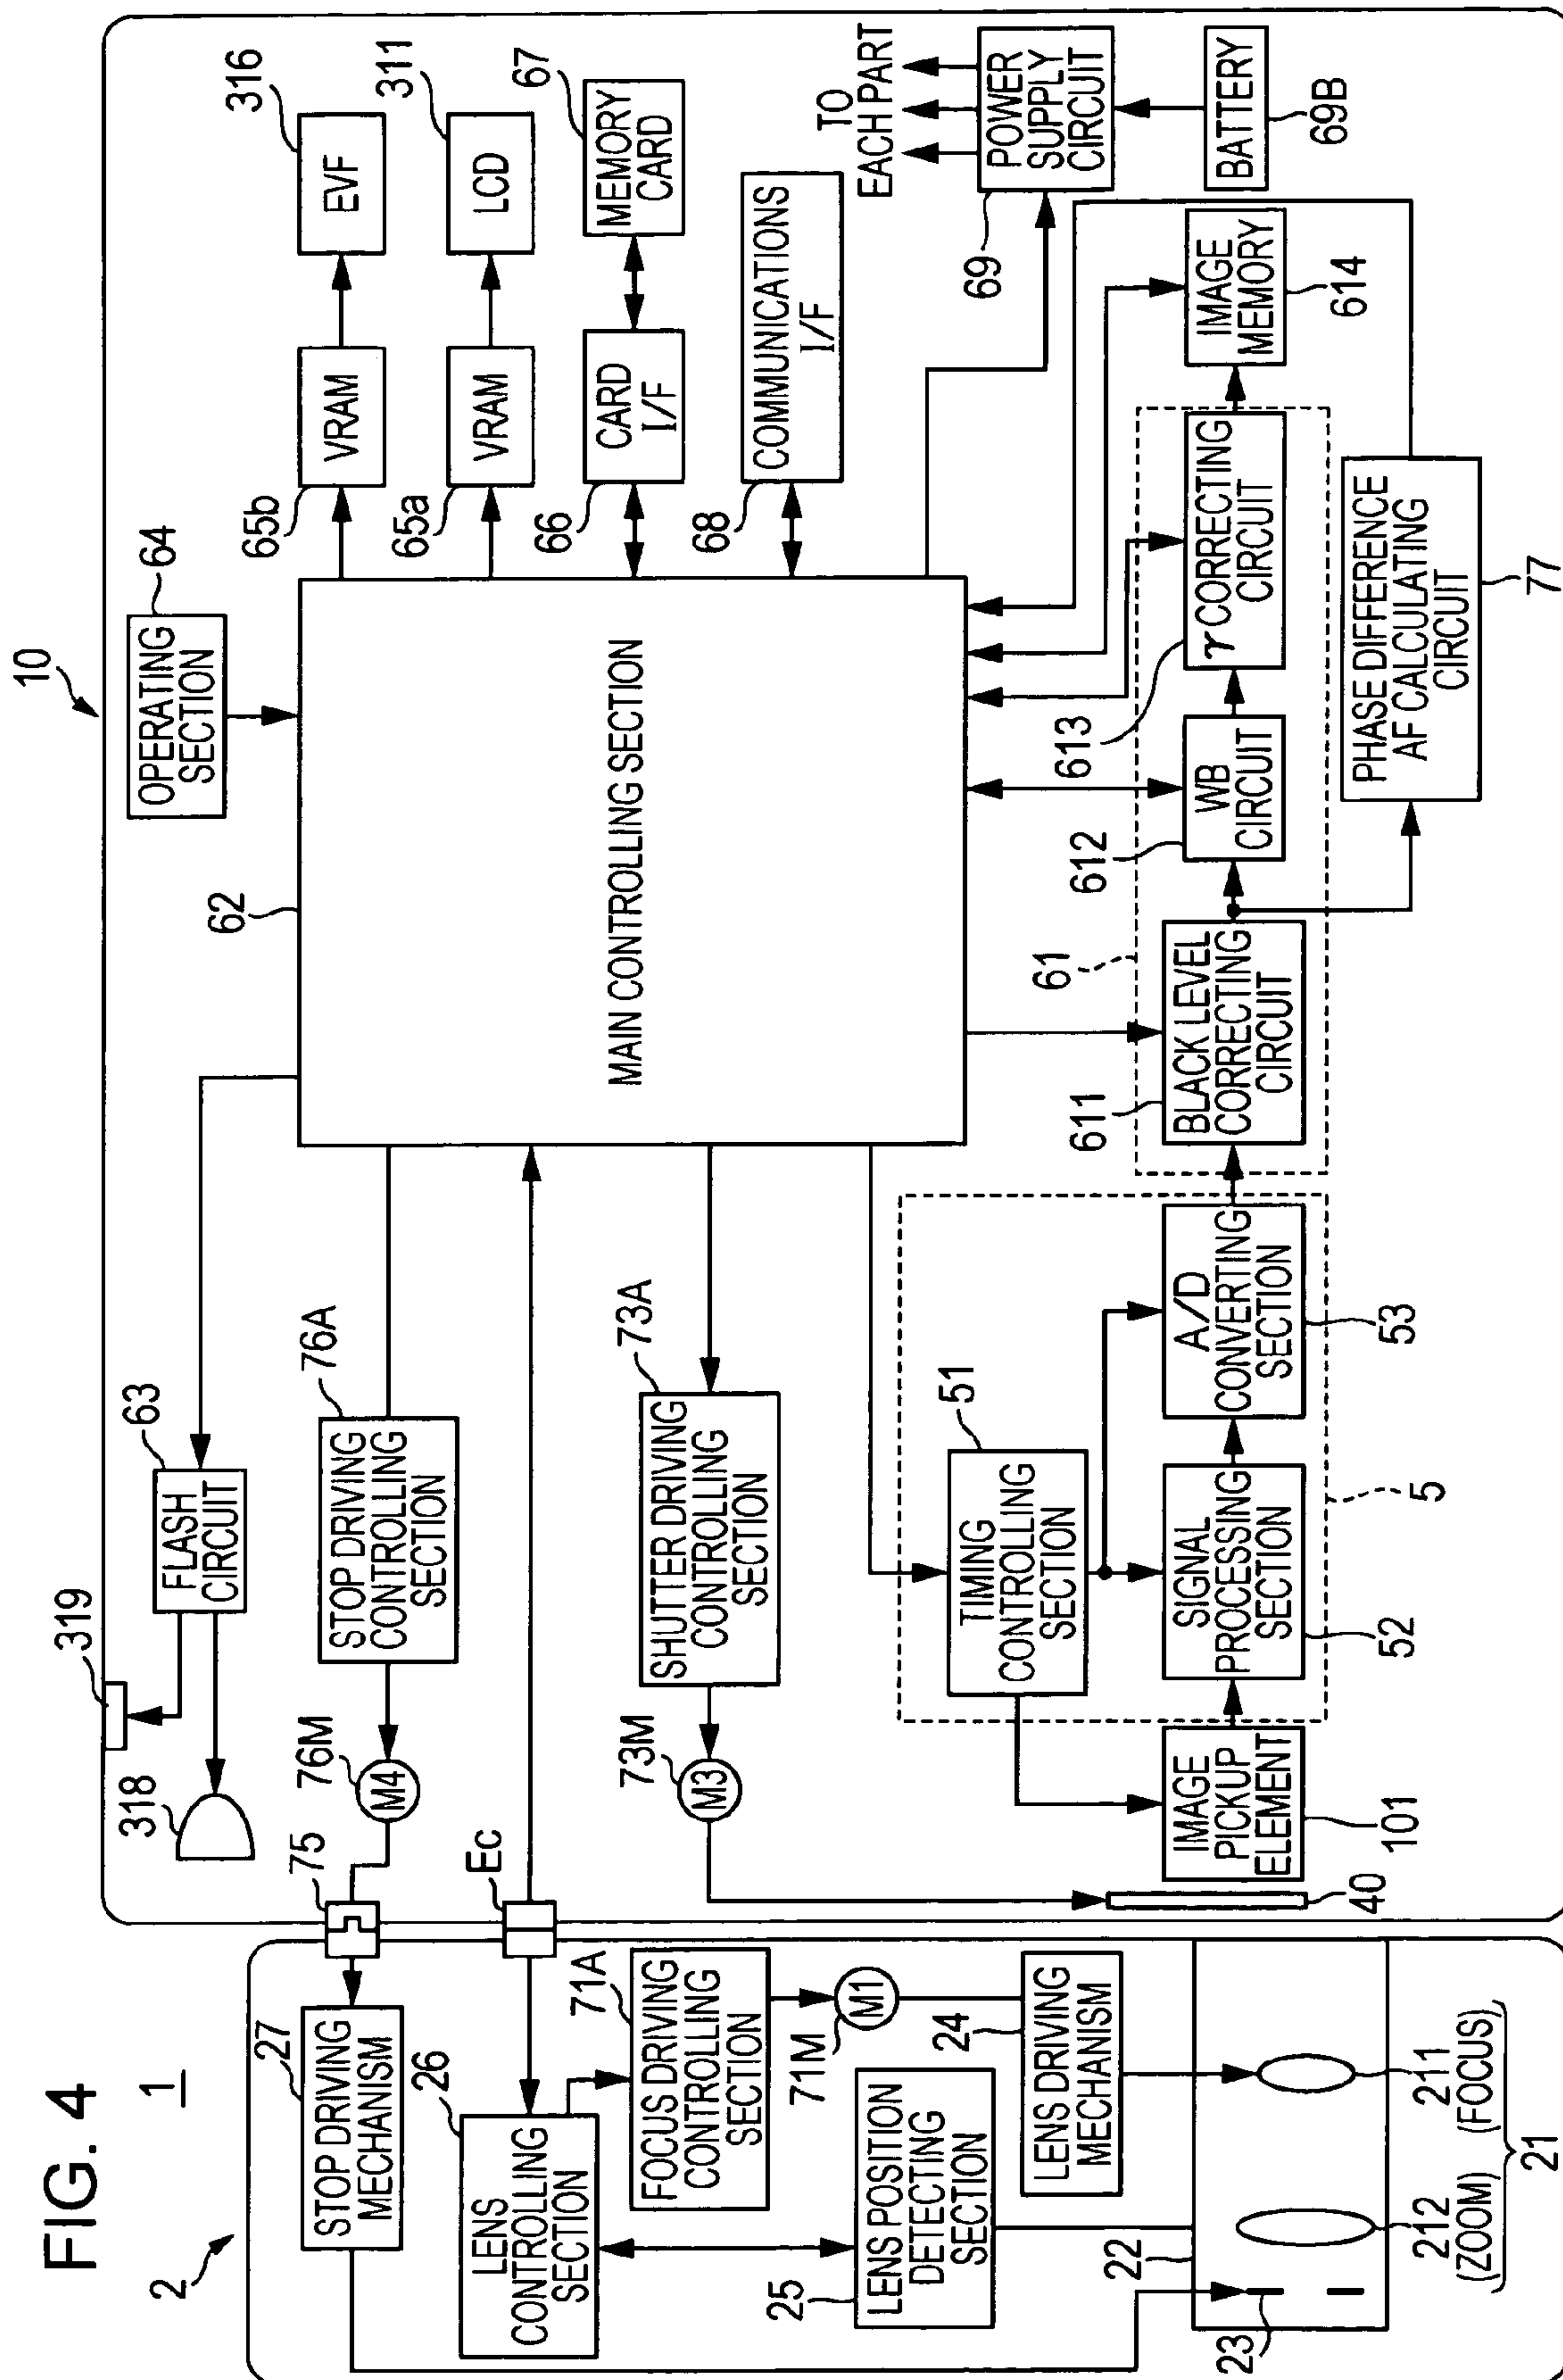 FIG. 4
1
2
10
27
STOP DRIVING
MECHANISM
26
LENS
CONTROLLING
SECTION
71A
FOCUS DRIVING
CONTROLLING
SECTION
71M
M1
25
LENS POSITION
DETECTING
SECTION
24
LENS DRIVING
MECHANISM
22
23
212
(ZOOM)
211
(FOCUS)
21
75
Ec
318
319
63
FLASH
CIRCUIT
76M
M4
76A
STOP DRIVING
CONTROLLING
SECTION
73M
M3
73A
SHUTTER DRIVING
CONTROLLING
SECTION
40
IMAGE
PICKUP
ELEMENT
101
51
TIMING
CONTROLLING
SECTION
SIGNAL
PROCESSING
SECTION
52
A/D
CONVERTING
SECTION
53
5
62
MAIN CONTROLLING SECTION
64
OPERATING
SECTION
65b
VRAM
316
EVF
65a
VRAM
311
LCD
66
CARD
I/F
67
MEMORY
CARD
68
COMMUNICATIONS
I/F
TO
EACH PART
69
POWER
SUPPLY
CIRCUIT
BATTERY
69B
61
611
BLACK LEVEL
CORRECTING
CIRCUIT
612
WB
CIRCUIT
613
γ CORRECTING
CIRCUIT
IMAGE
MEMORY
614
PHASE DIFFERENCE
AF CALCULATING
CIRCUIT
77